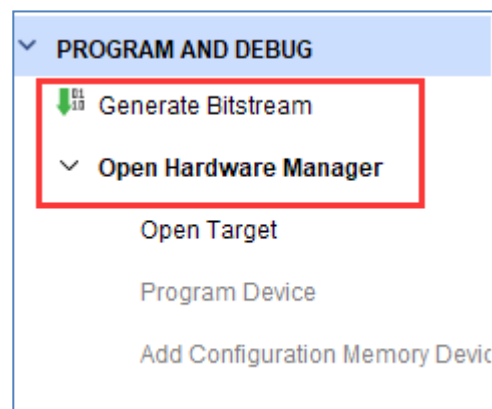 PROGRAM AND DEBUG
Generate Bitstream
Open Hardware Manager
Open Target
Program Device
Add Configuration Memory Devic